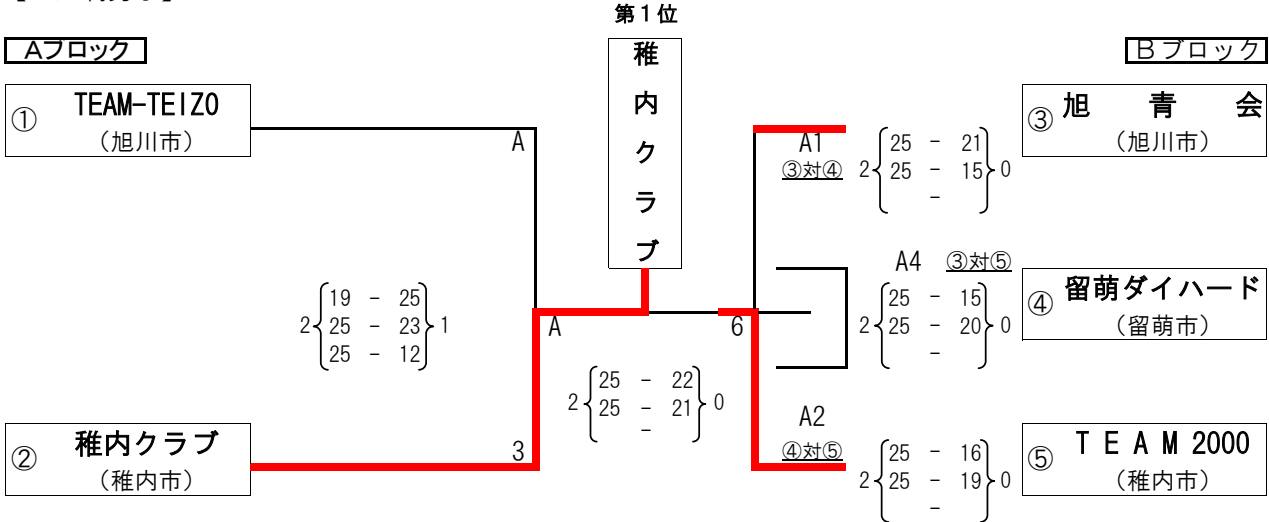 第１位
Aブロック
Bブロック
稚内クラブ
① TEAM-TEIZO
（旭川市）
A
A1
③対④
2 25 - 21 0
25 - 15
-
③ 旭青会
（旭川市）
A4 ③対⑤
2 25 - 15 0
25 - 20
-
④ 留萌ダイハード
（留萌市）
2 19 - 25 1
25 - 23
25 - 12
A
6
2 25 - 22 0
25 - 21
-
② 稚内クラブ
（稚内市）
3
A2
④対⑤
2 25 - 16 0
25 - 19
-
⑤ TEAM 2000
（稚内市）